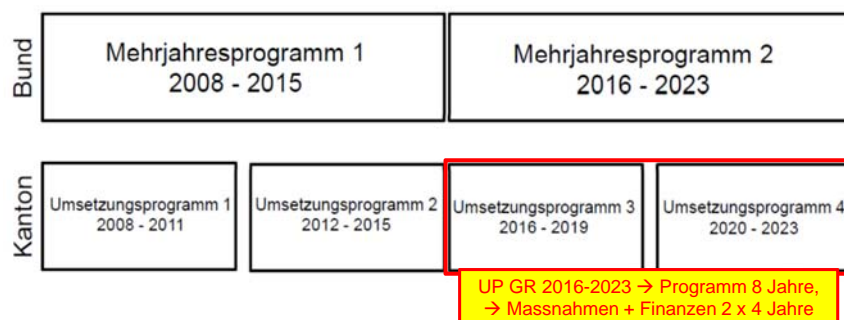 Bund
Mehrjahresprogramm 1
2008 - 2015
Mehrjahresprogramm 2
2016 - 2023
Kanton
Umsetzungsprogramm 1
2008 - 2011
Umsetzungsprogramm 2
2012 - 2015
Umsetzungsprogramm 3
2016 - 2019
Umsetzungsprogramm 4
2020 - 2023
UP GR 2016-2023 → Programm 8 Jahre,
→ Massnahmen + Finanzen 2 x 4 Jahre